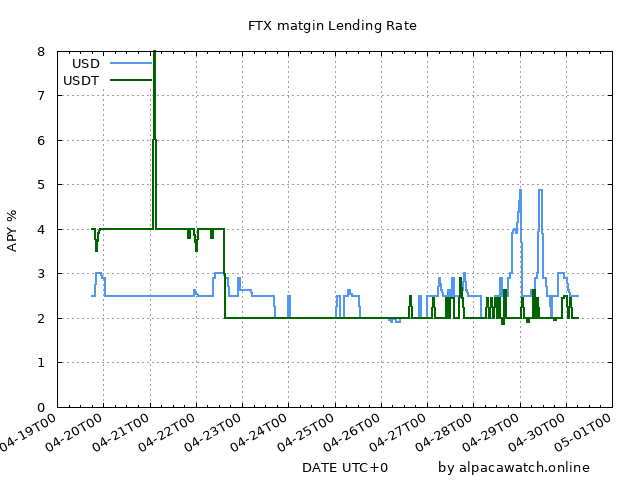 FTX matgin Lending Rate
USD
USDT
8
7
6
5
4
3
2
1
0
APY %
04-19T00
04-20T00
04-21T00
04-22T00
04-23T00
04-24T00
04-25T00
04-26T00
04-27T00
04-28T00
04-29T00
04-30T00
05-01T00
DATE UTC+0
by alpacawatch.online